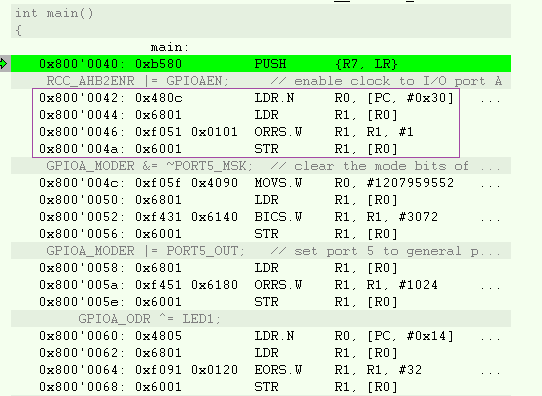 int main()
{
main:
0x800'0040: 0xb580 PUSH {R7, LR}
RCC_AHB2ENR |= GPIOAEN; // enable clock to I/O port A
0x800'0042: 0x480c LDR.N R0, [PC, #0x30] ...
0x800'0044: 0x6801 LDR R1, [R0]
0x800'0046: 0xf051 0x0101 ORRS.W R1, R1, #1
0x800'004a: 0x6001 STR R1, [R0]
GPIOA_MODER &= ~PORT5_MSK; // clear the mode bits of ...
0x800'004c: 0xf05f 0x4090 MOVS.W R0, #1207959552 ...
0x800'0050: 0x6801 LDR R1, [R0]
0x800'0052: 0xf431 0x6140 BICS.W R1, R1, #3072 ...
0x800'0056: 0x6001 STR R1, [R0]
GPIOA_MODER |= PORT5_OUT; // set port 5 to general p...
0x800'0058: 0x6801 LDR R1, [R0]
0x800'005a: 0xf451 0x6180 ORRS.W R1, R1, #1024 ...
0x800'005e: 0x6001 STR R1, [R0]
GPIOA_ODR ^= LED1;
0x800'0060: 0x4805 LDR.N R0, [PC, #0x14] ...
0x800'0062: 0x6801 LDR R1, [R0]
0x800'0064: 0xf091 0x0120 EORS.W R1, R1, #32 ...
0x800'0068: 0x6001 STR R1, [R0]